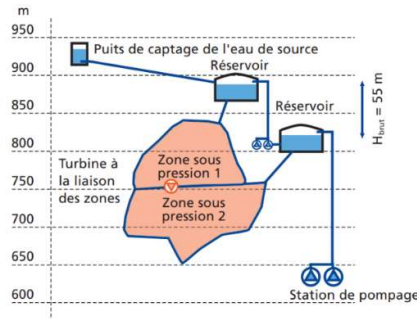 m
950
Puits de captage de l'eau de source
Réservoir
900
Réservoir
850
H_brut = 55 m
800
Turbine à
la liaison
des zones
Zone sous
pression 1
750
Zone sous
pression 2
700
650
600
Station de pompage